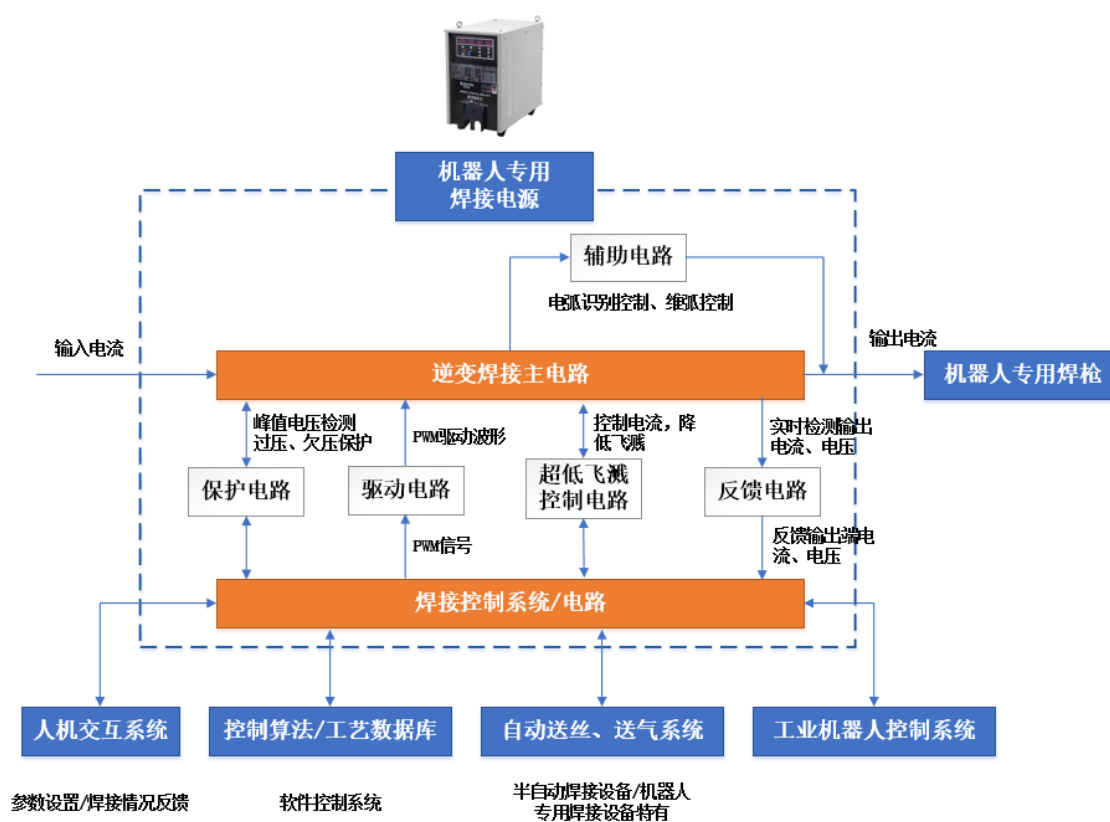 机器人专用
焊接电源
辅助电路
电弧识别控制、维弧控制
输入电流
输出电流
逆变焊接主电路
机器人专用焊枪
峰值电压检测
过压、欠压保护
PWM驱动波形
控制电流，降
低飞溅
实时检测输出
电流、电压
保护电路
驱动电路
超低飞溅
控制电路
反馈电路
PWM信号
反馈输出端电
流、电压
焊接控制系统/电路
人机交互系统
控制算法/工艺数据库
自动送丝、送气系统
工业机器人控制系统
参数设置/焊接情况反馈
软件控制系统
半自动焊接设备/机器人
专用焊接设备特有